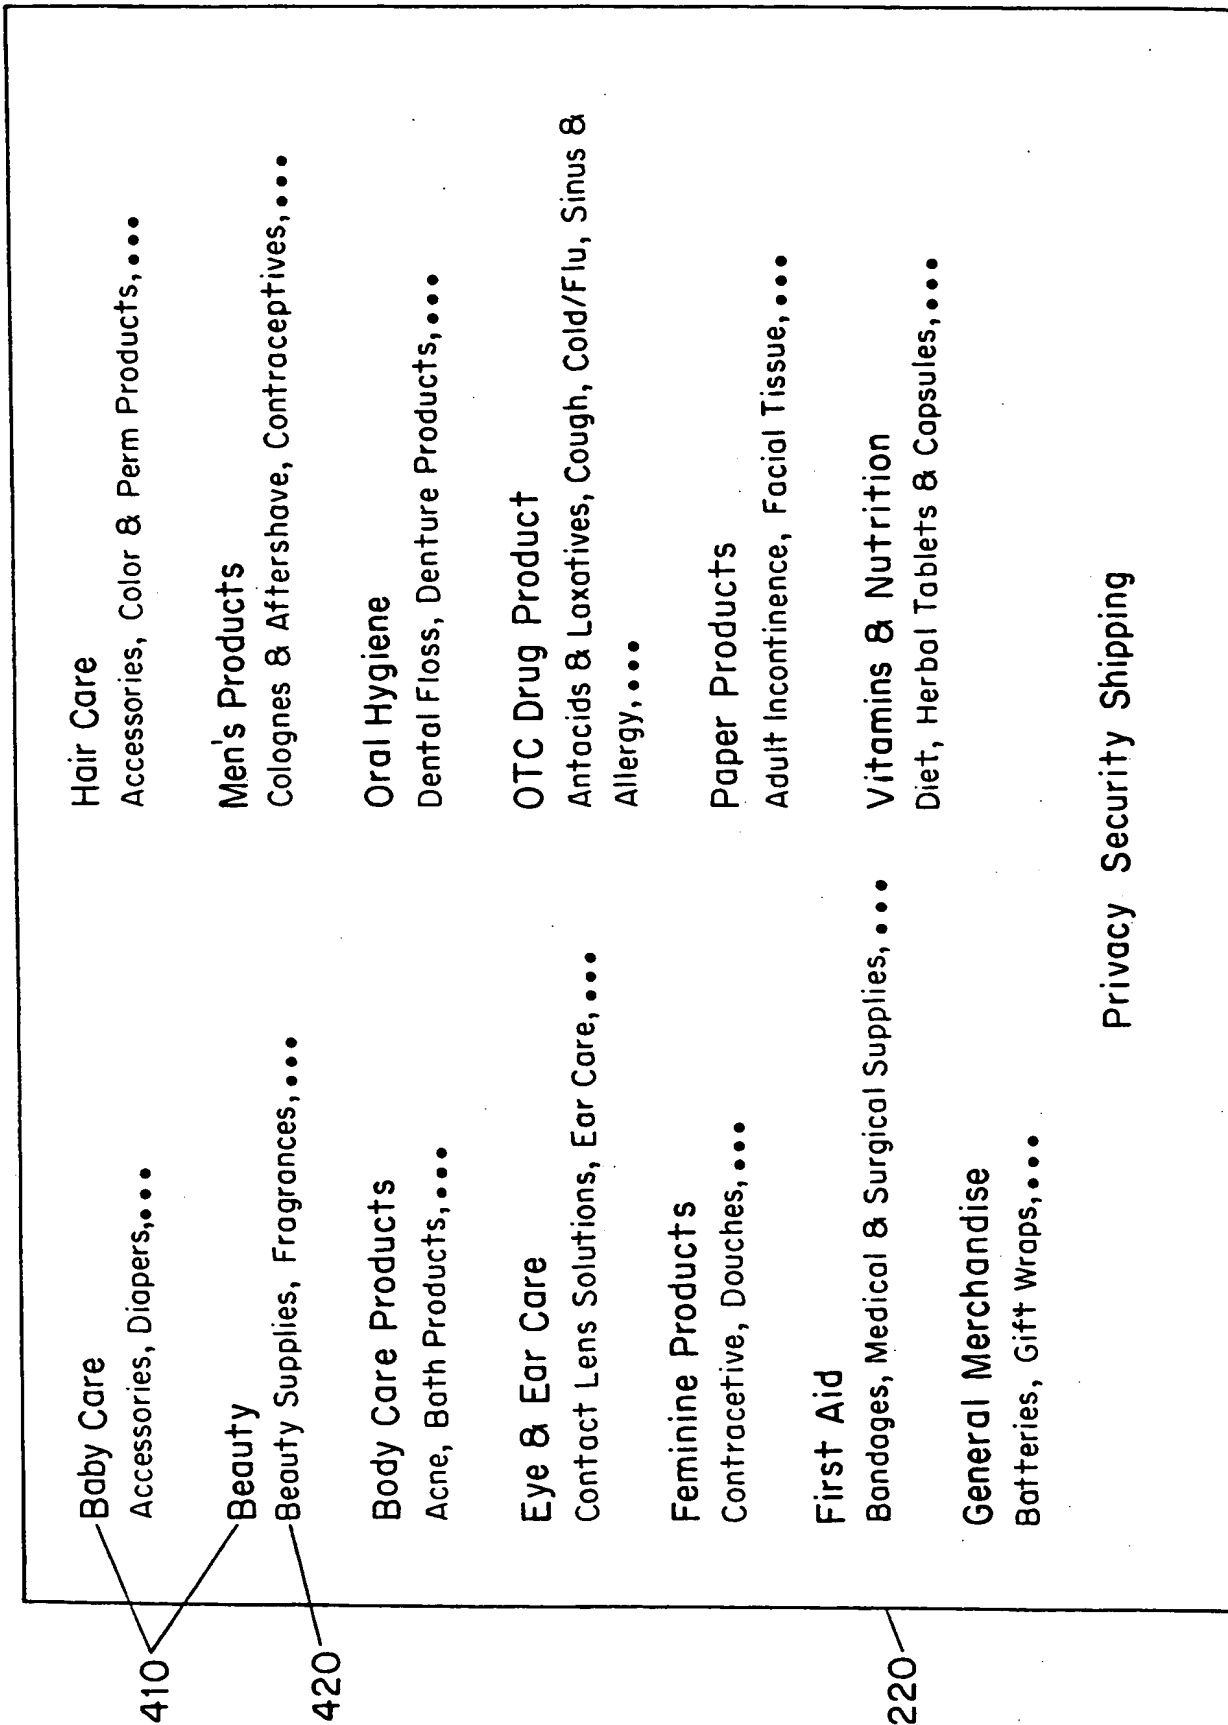 410
420
220
Baby Care
Accessories, Diapers,....
Beauty
Beauty Supplies, Fragrances,....
Body Care Products
Acne, Bath Products,....
Eye & Ear Care
Contact Lens Solutions, Ear Care,....
Feminine Products
Contracetive, Douches,....
First Aid
Bandages, Medical & Surgical Supplies,....
General Merchandise
Batteries, Gift Wraps,....
Hair Care
Accessories, Color & Perm Products,....
Men's Products
Colognes & Aftershave, Contraceptives,....
Oral Hygiene
Dental Floss, Denture Products,....
OTC Drug Product
Antacids & Laxatives, Cough, Cold/Flu, Sinus &
Allergy,....
Paper Products
Adult Incontinence, Facial Tissue,....
Vitamins & Nutrition
Diet, Herbal Tablets & Capsules,....
Privacy Security Shipping